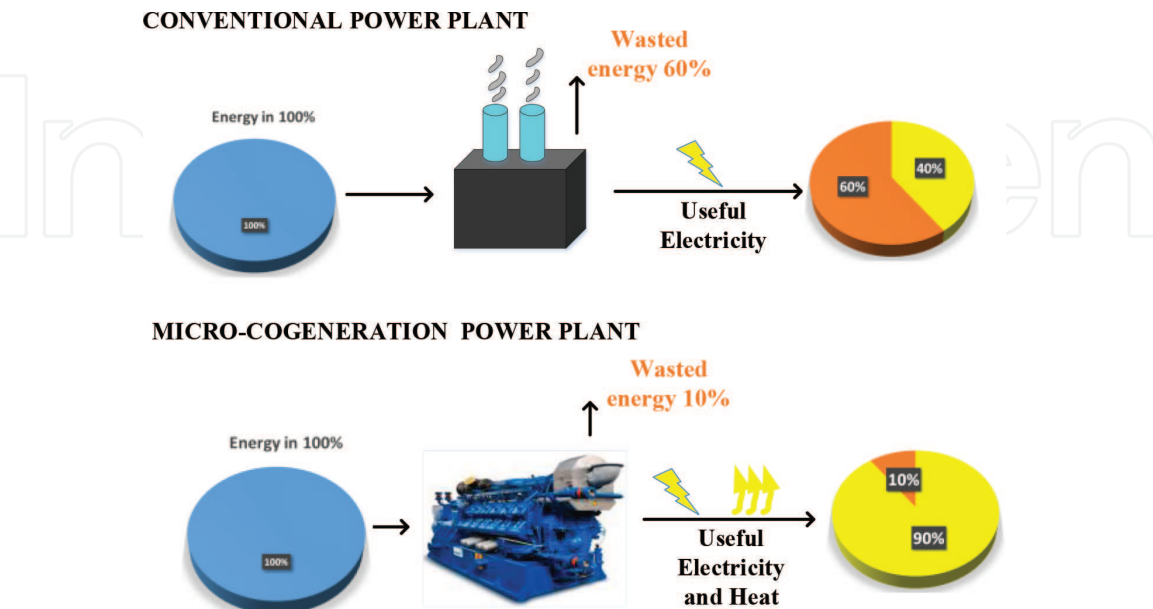 CONVENTIONAL POWER PLANT
Wasted
energy 60%
Energy in 100%
100%
Useful
Electricity
60%
40%
MICRO-COGENERATION POWER PLANT
Wasted
energy 10%
Energy in 100%
100%
Useful
Electricity
and Heat
10%
90%